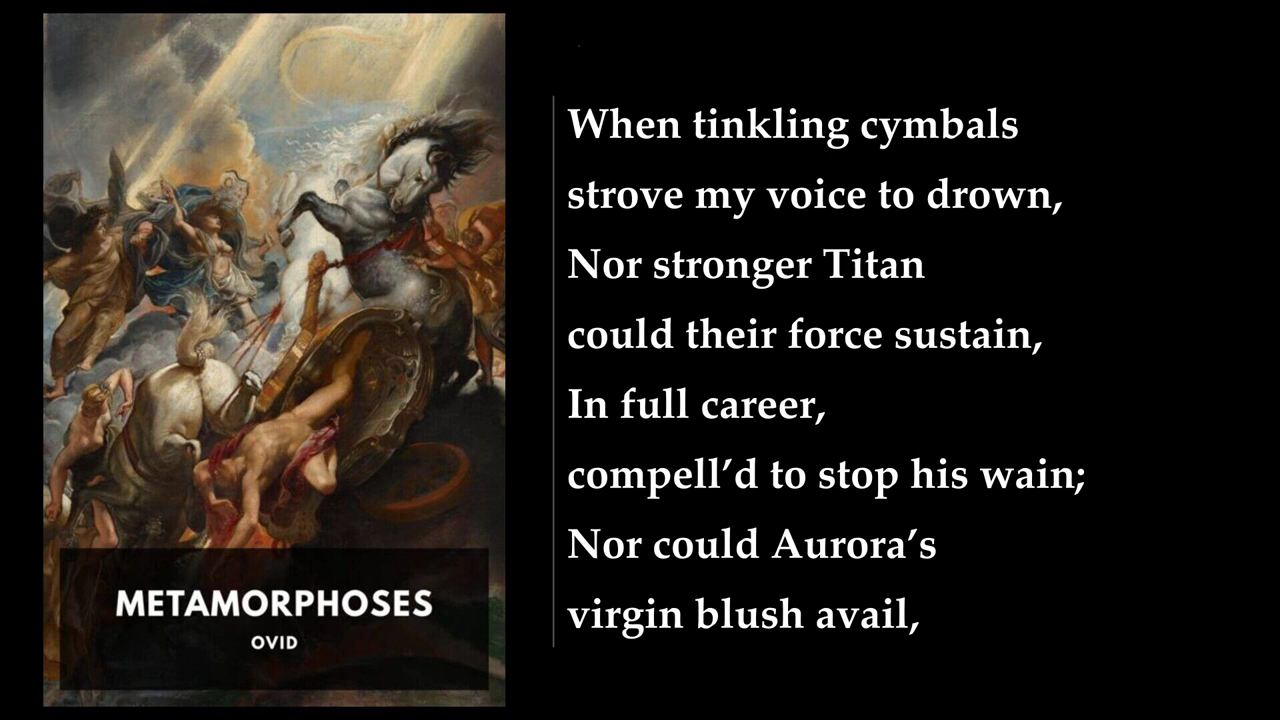 METAMORPHOSES
OVID
When tinkling cymbals
strove my voice to drown,
Nor stronger Titan
could their force sustain,
In full career,
compell’d to stop his wain;
Nor could Aurora’s
virgin blush avail,